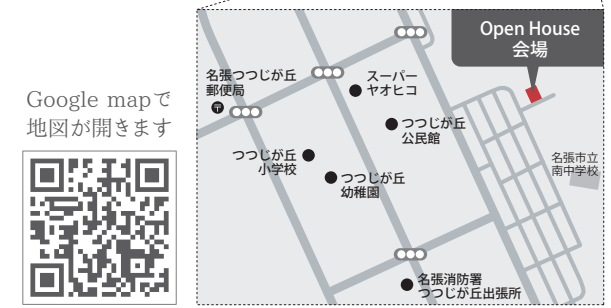 Google mapで
地図が開きます
Open House
会場
名張つつじが丘
郵便局
スーパー
ヤオヒコ
つつじが丘
公民館
つつじが丘
小学校
つつじが丘
幼稚園
名張市立
南中学校
名張消防署
つつじが丘出張所